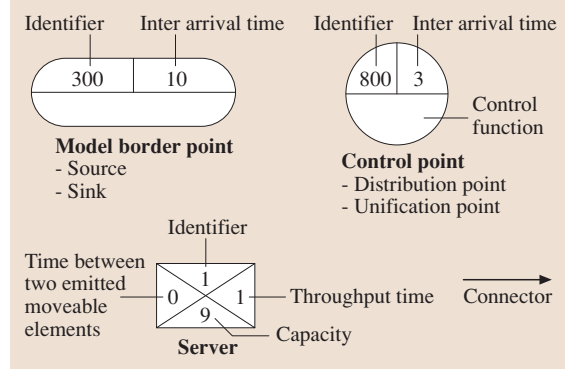 Identifier Inter arrival time
300 10
Model border point
- Source
- Sink
Identifier Inter arrival time
800 3
Control
function
Control point
- Distribution point
- Unification point
Identifier
Time between
two emitted
moveable
elements
1
0 1
9
Throughput time
Capacity
Server
Connector